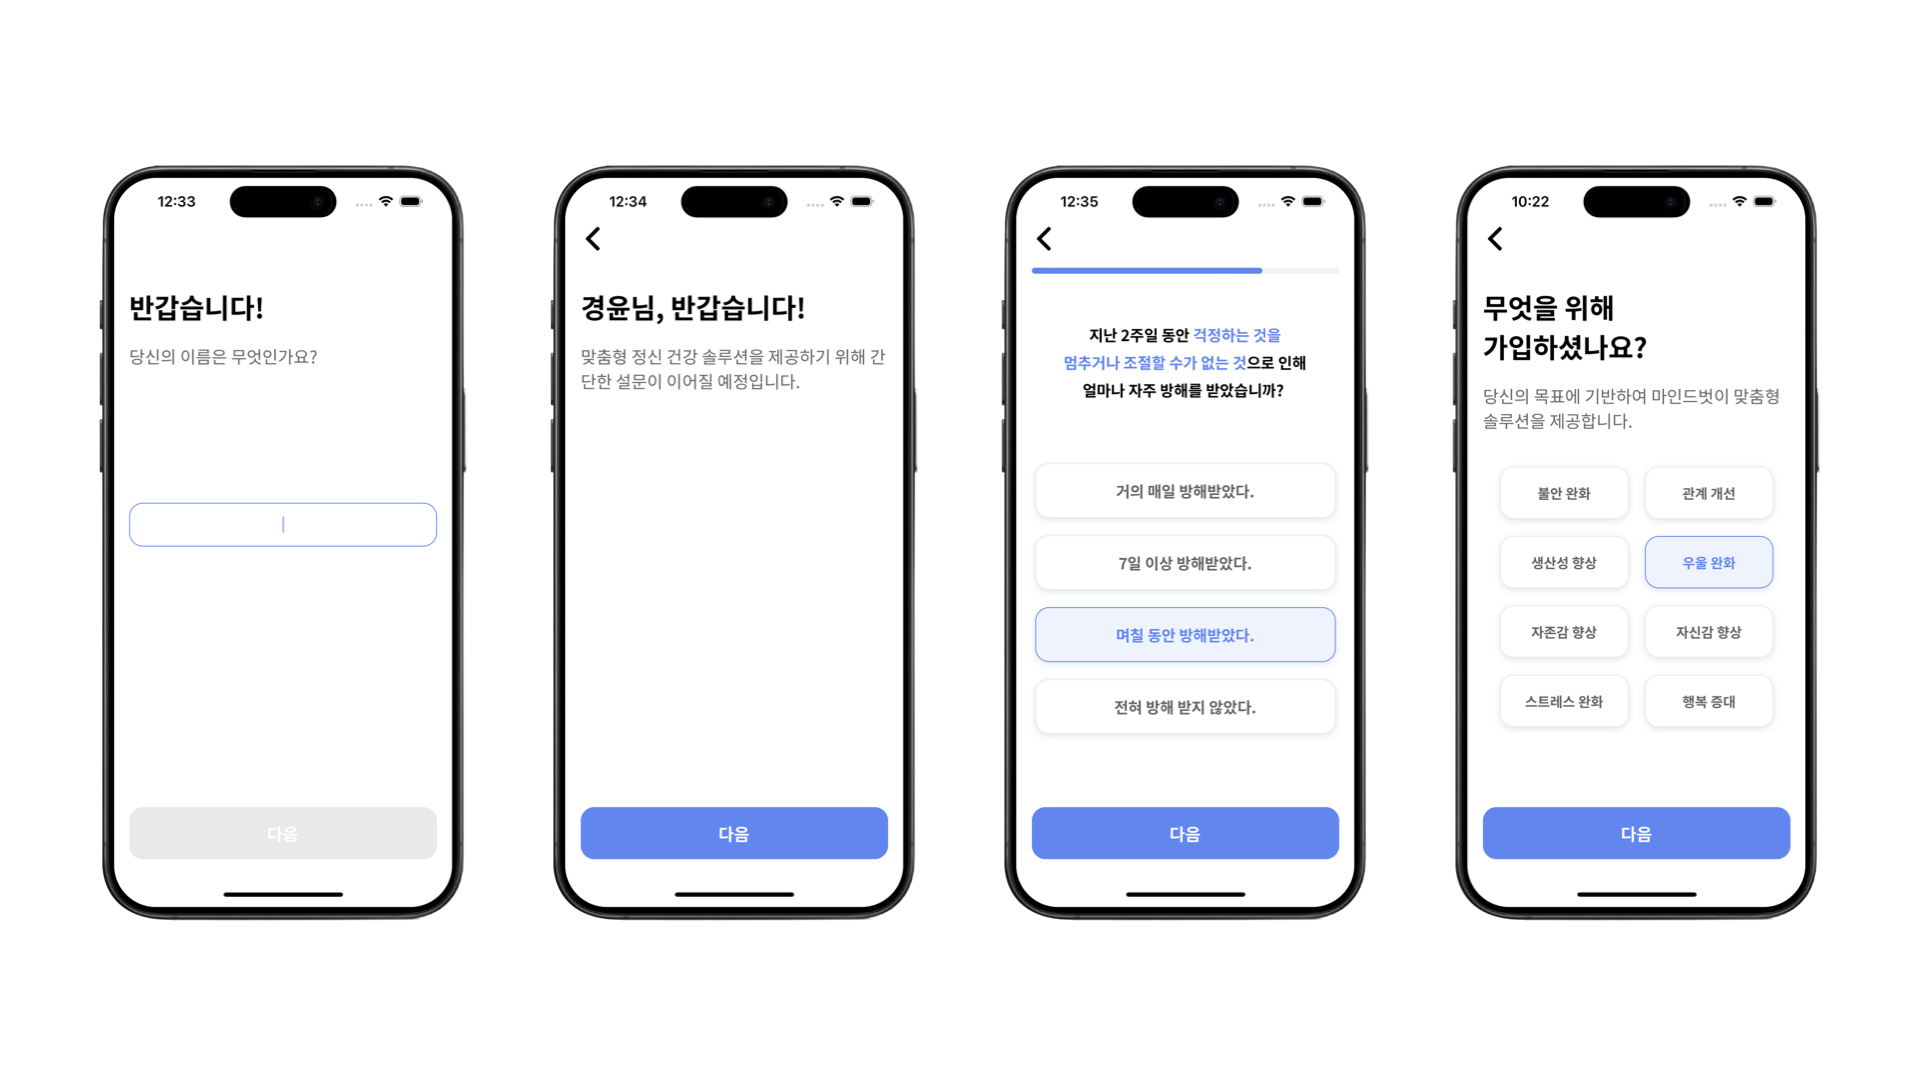 12:33
반갑습니다!
당신의 이름은 무엇인가요?
다음
12:34
경윤님, 반갑습니다!
맞춤형 정신 건강 솔루션을 제공하기 위해 간
단한 설문이 이어질 예정입니다.
다음
12:35
지난 2주일 동안 걱정하는 것을
멈추거나 조절할 수가 없는 것으로 인해
얼마나 자주 방해를 받았습니까?
거의 매일 방해받았다.
7일 이상 방해받았다.
며칠 동안 방해받았다.
전혀 방해 받지 않았다.
다음
10:22
무엇을 위해
가입하셨나요?
당신의 목표에 기반하여 마인드벗이 맞춤형
솔루션을 제공합니다.
불안 완화
관계 개선
생산성 향상
우울 완화
자존감 향상
자신감 향상
스트레스 완화
행복 증대
다음